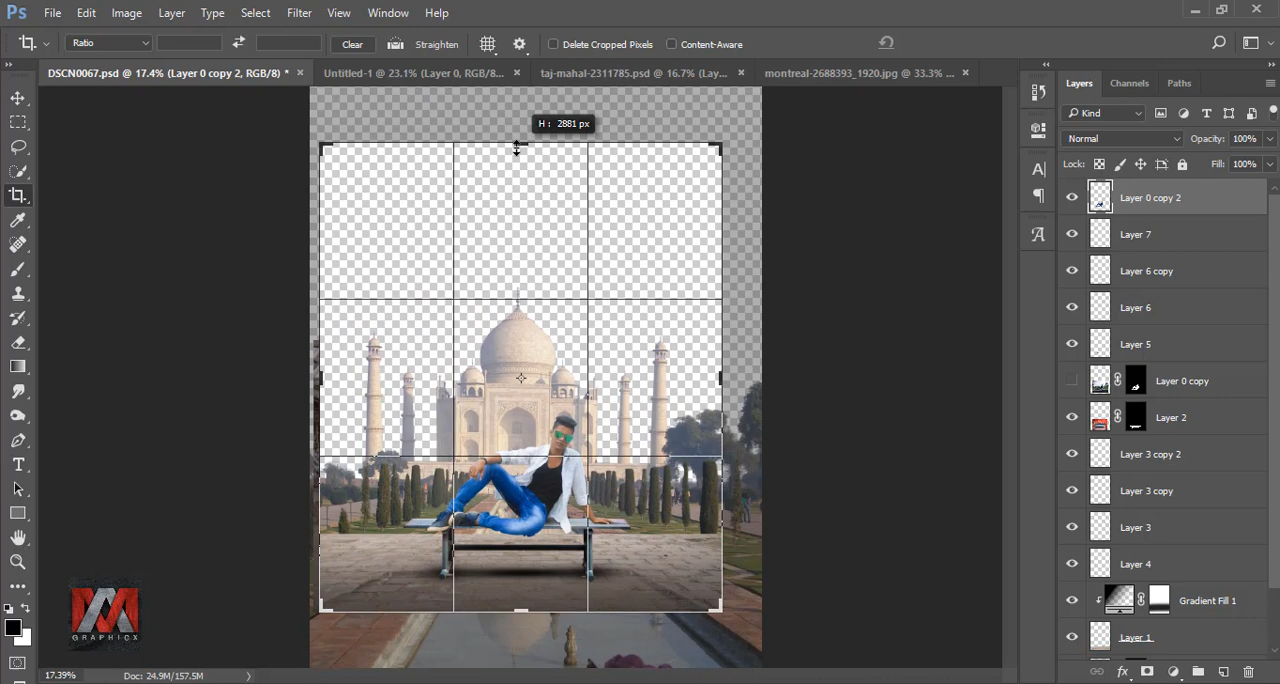 Ps File Edit Image Layer Type Select Filter View Window Help
Ratio Clear Straighten Delete Cropped Pixels Content-Aware
DSCN0067.psd @ 17.4% (Layer 0 copy 2, RGB/8) * × Untitled-1 @ 23.1% (Layer 0, RGB/8... × taj-mahal-2311785.psd @ 16.7% (Lay... × montreal-2688393_1920.jpg @ 33.3% ... ×
H : 2881 px
Layers Channels Paths
Kind
Normal Opacity: 100%
Lock: Fill: 100%
Layer 0 copy 2
Layer 7
Layer 6 copy
Layer 6
Layer 5
Layer 0 copy
Layer 2
Layer 3 copy 2
Layer 3 copy
Layer 3
Layer 4
Gradient Fill 1
Layer 1
GRAPHICX
17.39% Doc: 24.9M/157.5M